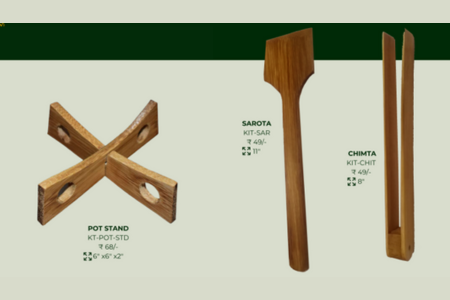 POT STAND
KT-POT-STD
₹ 68/-
6" x6" x2"
SAROTA
KIT-SAR
₹ 49/-
11"
CHIMTA
KIT-CHIT
₹ 49/-
8"